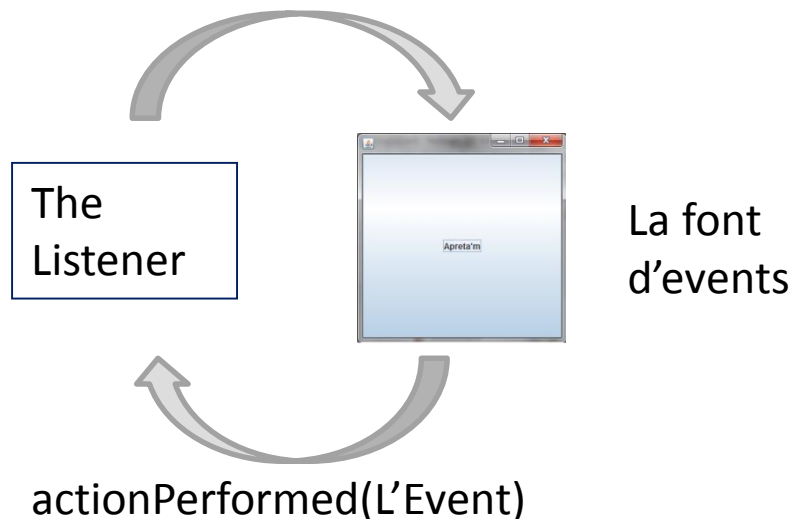 The
Listener
Apreta'm
La font
d'events
actionPerformed(L'Event)